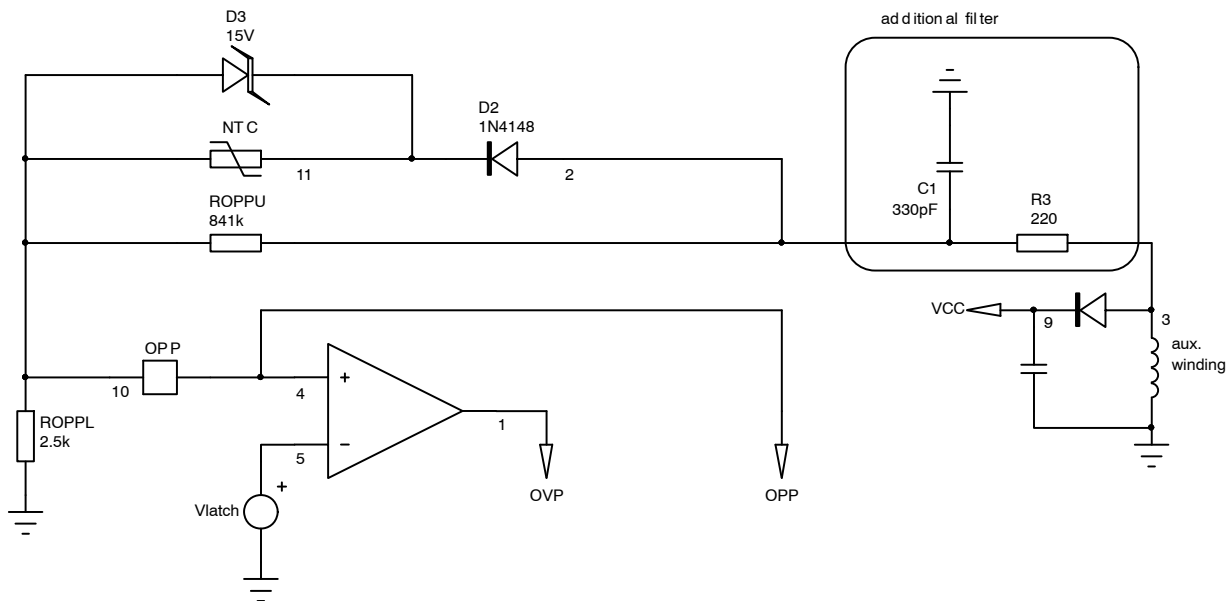 D3
15V
additional filter
NTC
D2
1N4148
11
2
C1
330pF
R3
220
ROPPU
841k
VCC
9
3
aux.
winding
OPP
10
4
+
1
ROPPL
2.5k
5
−
+
Vlatch
OVP
OPP